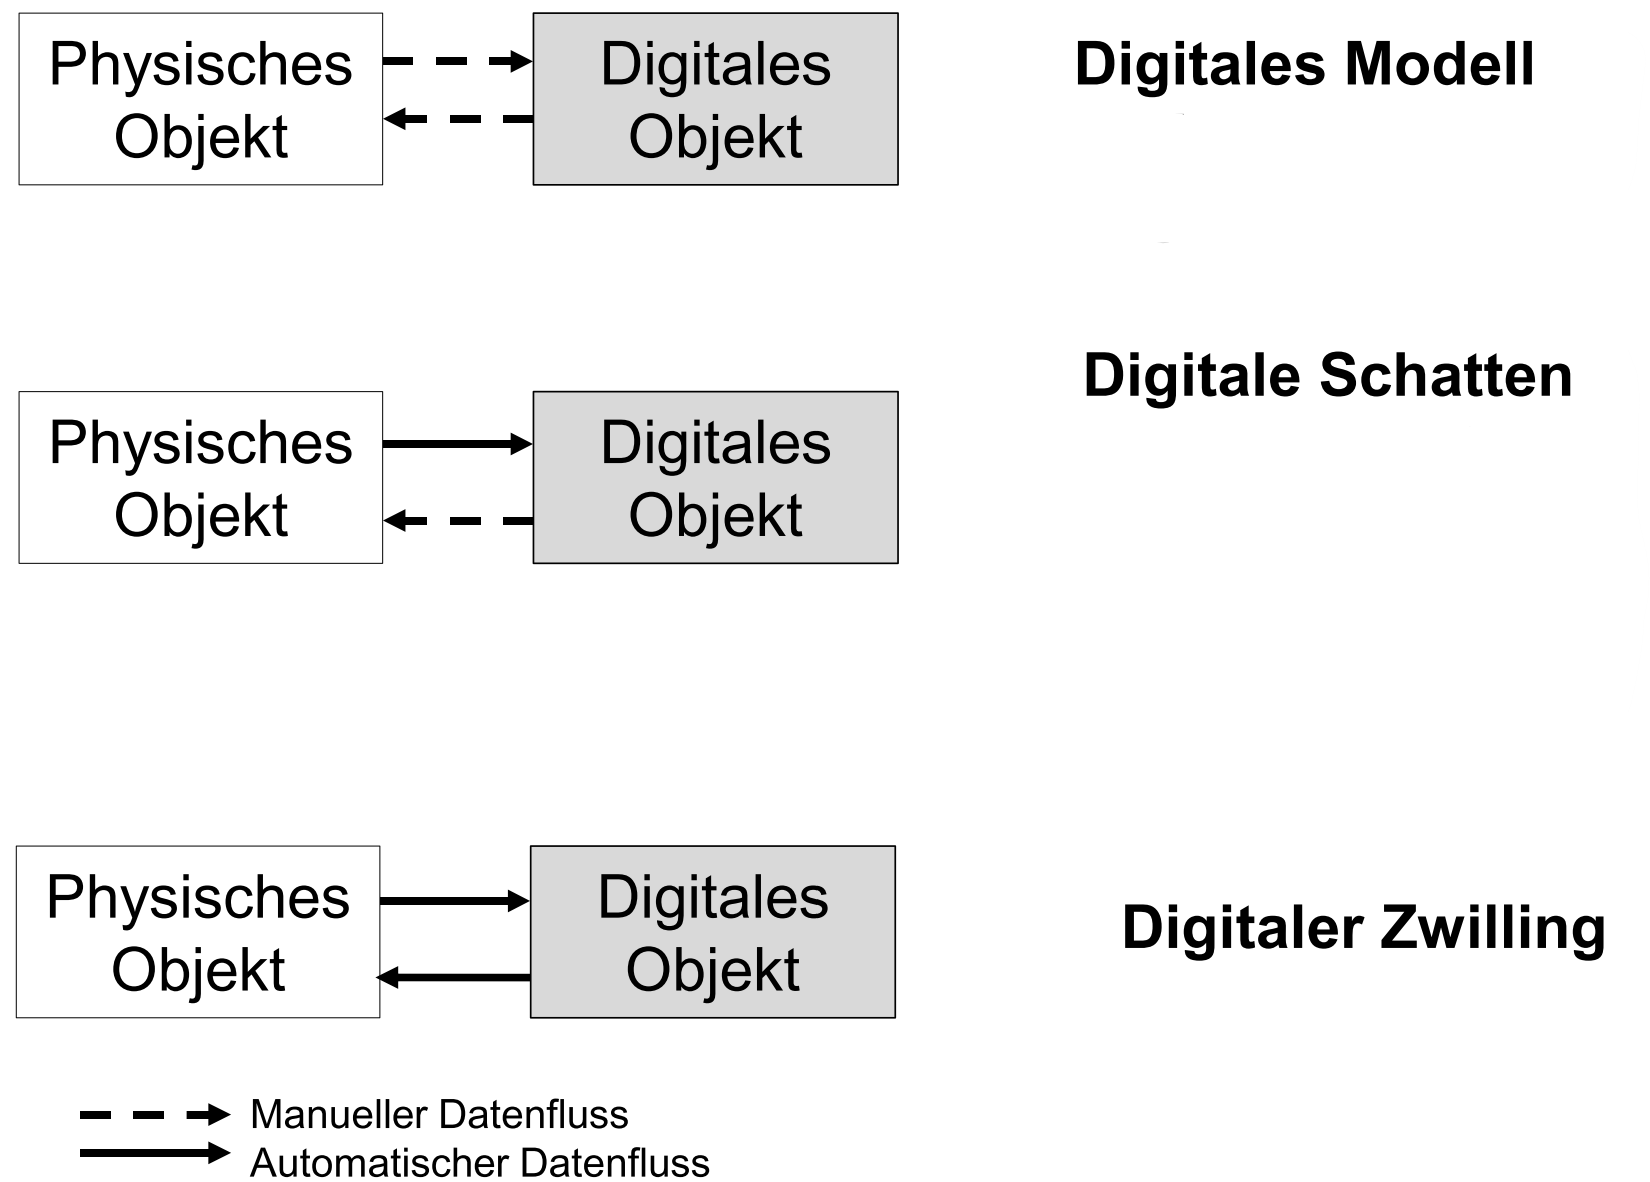 Physisches
Objekt
Digitales
Objekt
Digitales Modell
Physisches
Objekt
Digitales
Objekt
Digitale Schatten
Physisches
Objekt
Digitales
Objekt
Digitaler Zwilling
Manueller Datenfluss
Automatischer Datenfluss